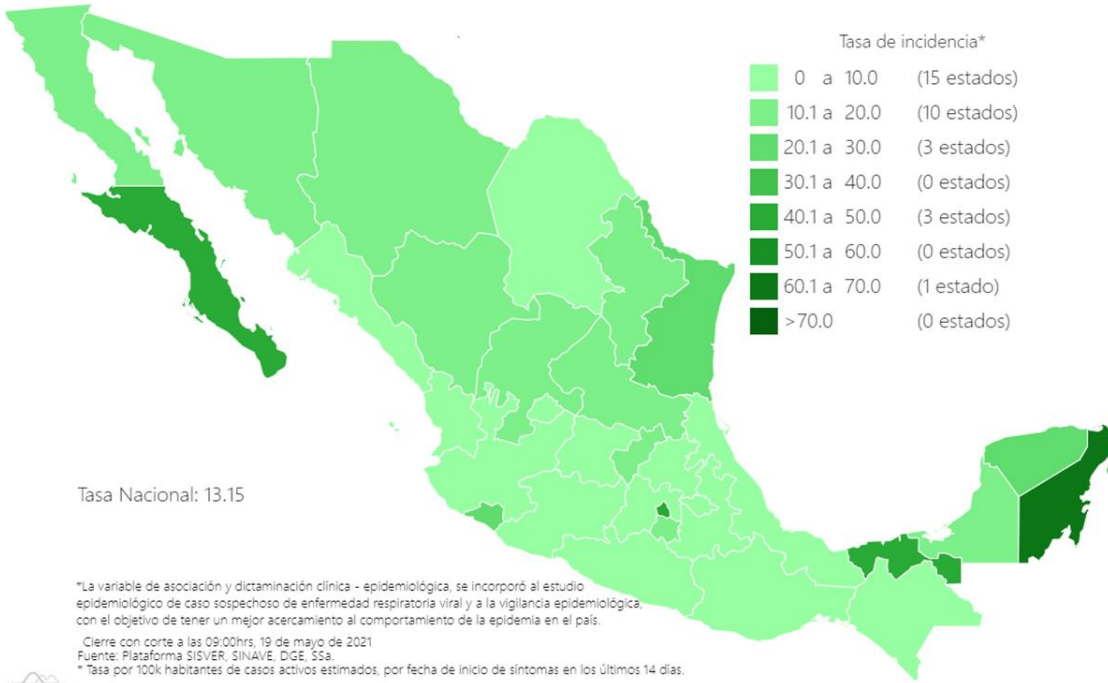 Tasa de incidencia*
0 a 10.0 (15 estados)
10.1 a 20.0 (10 estados)
20.1 a 30.0 (3 estados)
30.1 a 40.0 (0 estados)
40.1 a 50.0 (3 estados)
50.1 a 60.0 (0 estados)
60.1 a 70.0 (1 estado)
>70.0 (0 estados)
Tasa Nacional: 13.15
*La variable de asociación y dictaminación clínica - epidemiológica, se incorporó al estudio
epidemiológico de caso sospechoso de enfermedad respiratoria viral y a la vigilancia epidemiológica,
con el objetivo de tener un mejor acercamiento al comportamiento de la epidemia en el país.
Cierre con corte a las 09:00hrs, 19 de mayo de 2021
Fuente: Plataforma SISVER, SINAVE, DGE, SSa.
* Tasa por 100k habitantes de casos activos estimados, por fecha de inicio de síntomas en los últimos 14 días.